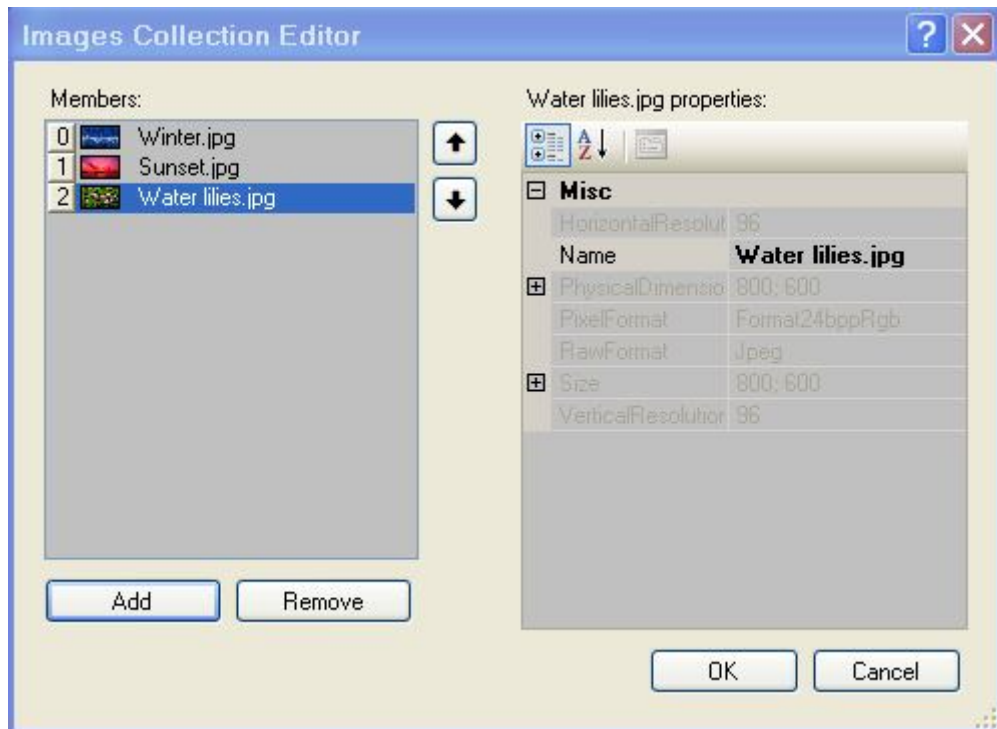 Images Collection Editor
Members:
0 Winter.jpg
1 Sunset.jpg
2 Water lilies.jpg
Add Remove
Water lilies.jpg properties:
A
Z
Misc
HorizontalResolut 96
Name Water lilies.jpg
PhysicalDimensio 800; 600
PixelFormat Format24bppRgb
RawFormat Jpeg
Size 800; 600
VerticalResolution 96
OK Cancel